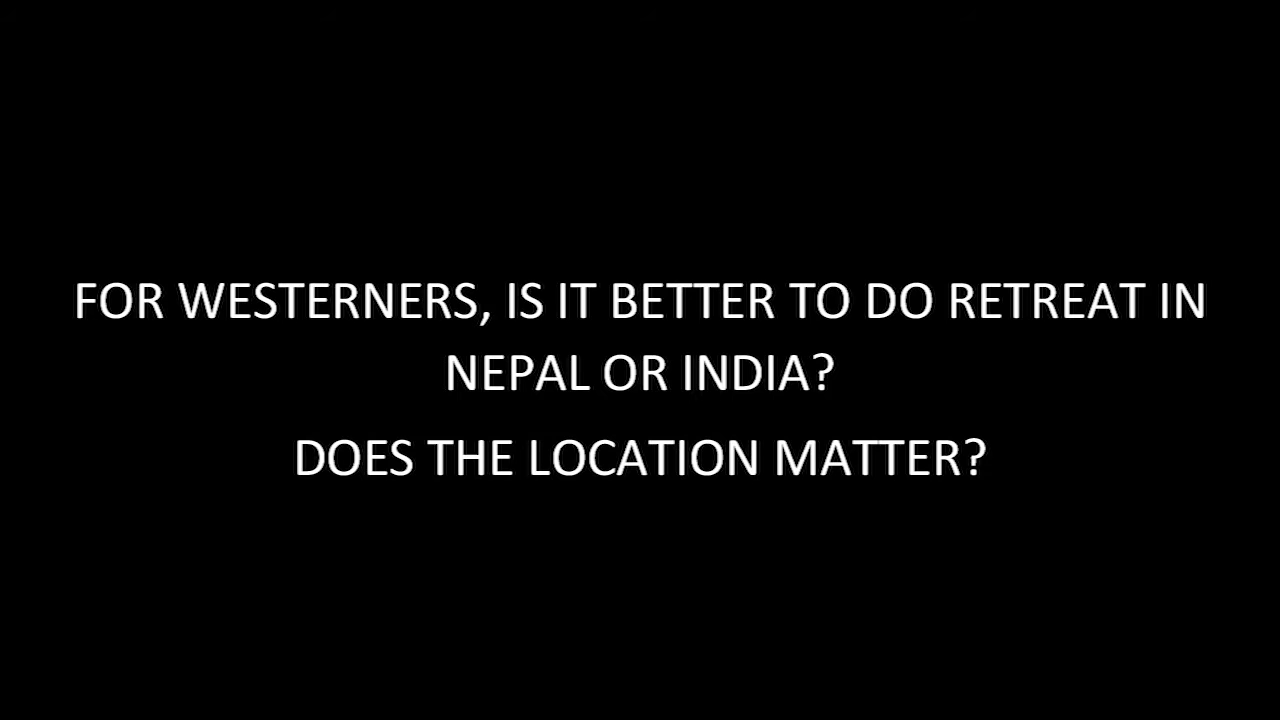 FOR WESTERNERS, IS IT BETTER TO DO RETREAT IN
NEPAL OR INDIA?
DOES THE LOCATION MATTER?